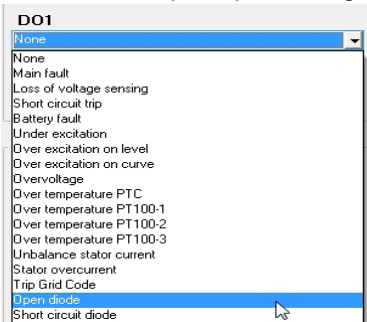 DO1
None
None
Main fault
Loss of voltage sensing
Short circuit trip
Battery fault
Under excitation
Over excitation on level
Over excitation on curve
Overvoltage
Over temperature PTC
Over temperature PT100-1
Over temperature PT100-2
Over temperature PT100-3
Unbalance stator current
Stator overcurrent
Trip Grid Code
Open diode
Short circuit diode